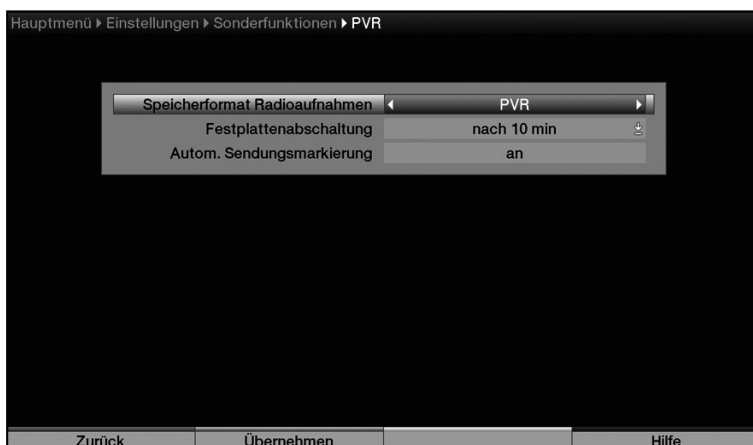 Hauptmenü ▸ Einstellungen ▸ Sonderfunktionen ▸ PVR
Speicherformat Radioaufnahmen PVR
Festplattenabschaltung nach 10 min
Autom. Sendungsmarkierung an
Zurück Übernehmen Hilfe